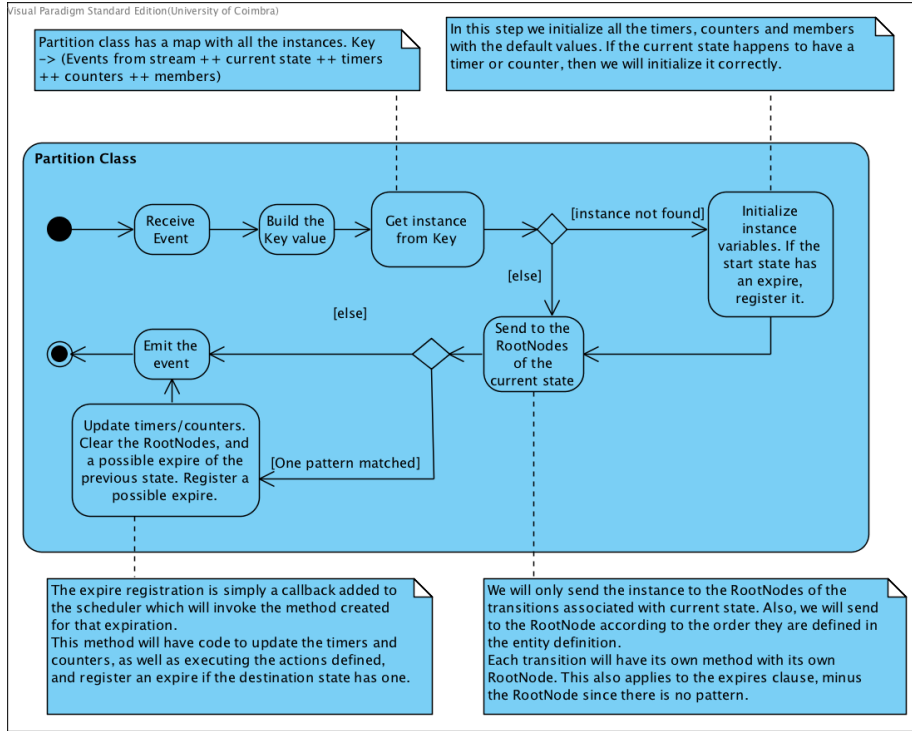 Visual Paradigm Standard Edition(University of Coimbra)
Partition class has a map with all the instances. Key
-> (Events from stream ++ current state ++ timers
++ counters ++ members)
In this step we initialize all the timers, counters and members
with the default values. If the current state happens to have a
timer or counter, then we will initialize it correctly.
Partition Class
Receive
Event
Build the
Key value
Get instance
from Key
[instance not found]
Initialize
instance
variables. If the
start state has
an expire,
register it.
[else]
[else]
Send to the
RootNodes
of the
current state
Emit the
event
Update timers/counters.
Clear the RootNodes, and
a possible expire of the
previous state. Register a
possible expire.
[One pattern matched]
The expire registration is simply a callback added to
the scheduler which will invoke the method created
for that expiration.
This method will have code to update the timers and
counters, as well as executing the actions defined,
and register an expire if the destination state has one.
We will only send the instance to the RootNodes of the
transitions associated with current state. Also, we will send
to the RootNode according to the order they are defined in
the entity definition.
Each transition will have its own method with its own
RootNode. This also applies to the expires clause, minus
the RootNode since there is no pattern.